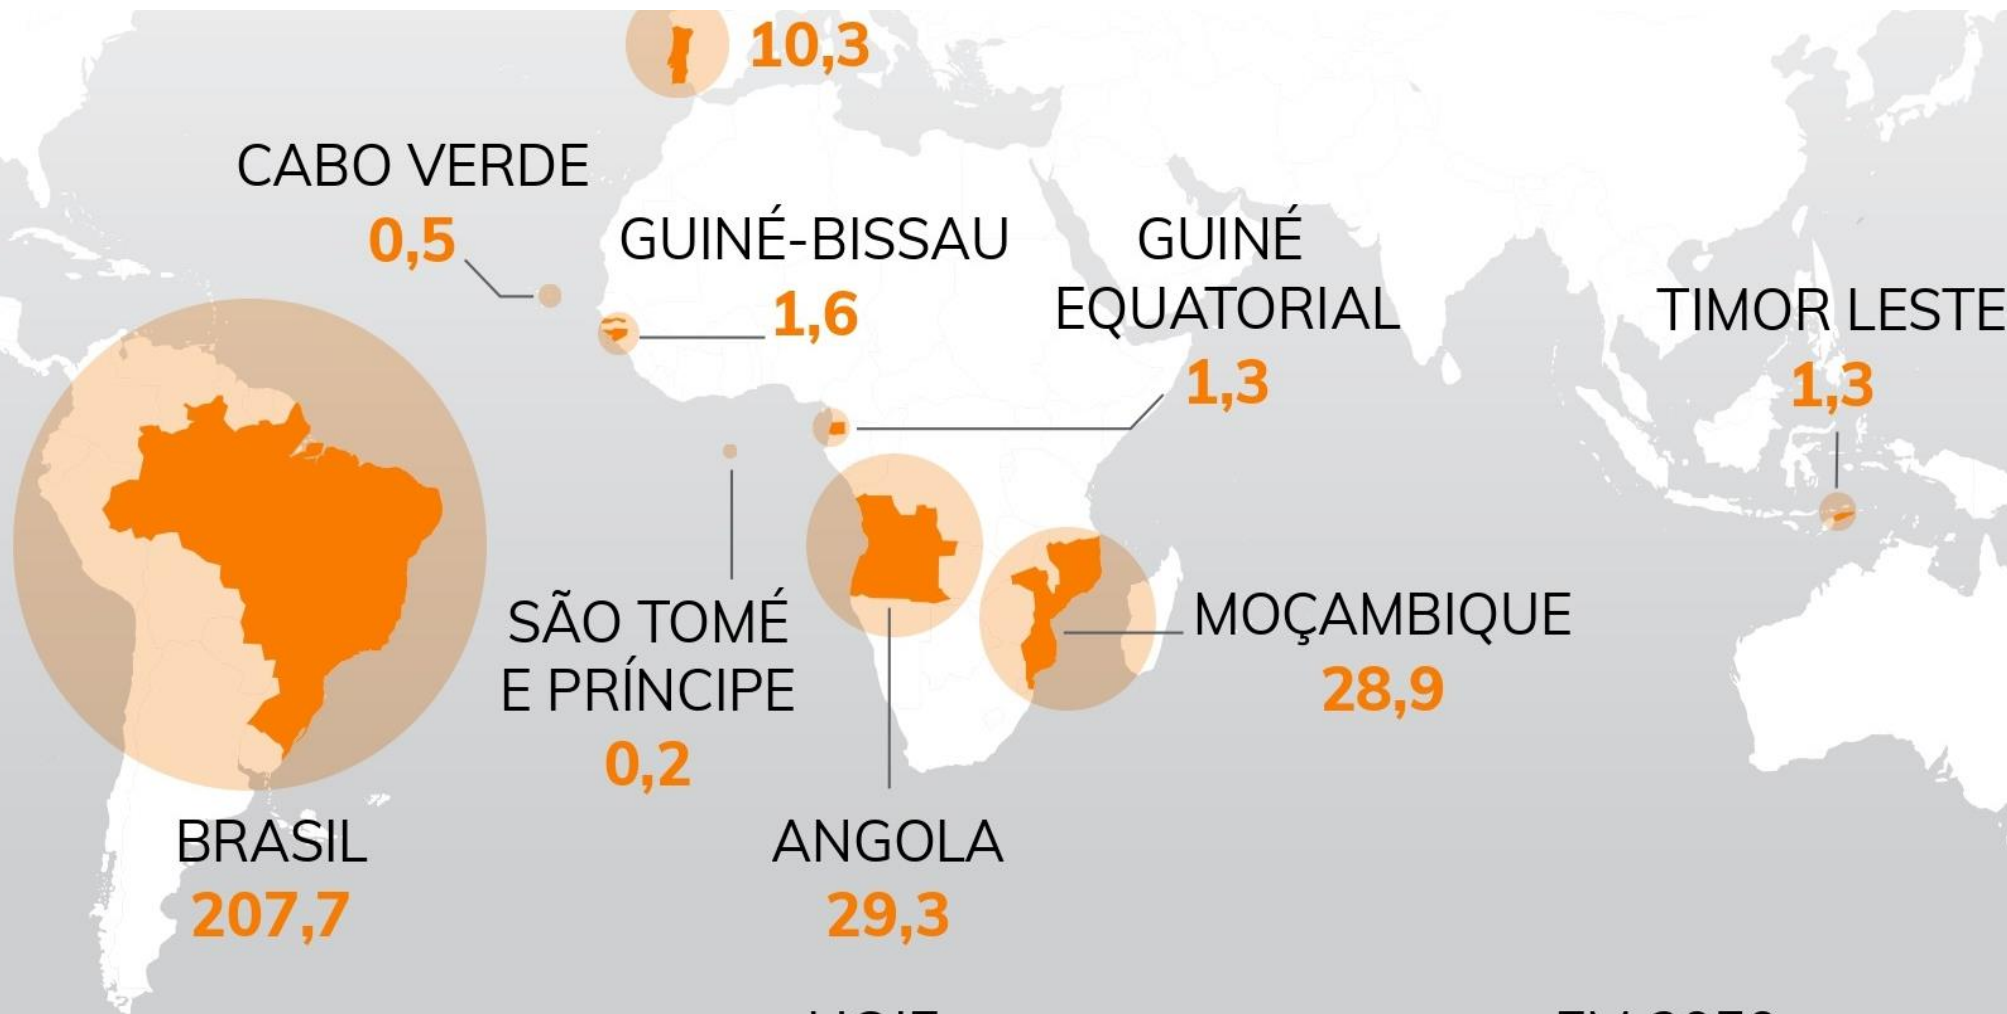 10,3
CABO VERDE
0,5
GUINÉ-BISSAU
1,6
GUINÉ
EQUATORIAL
1,3
TIMOR LESTE
1,3
SÃO TOMÉ
E PRÍNCIPE
0,2
MOÇAMBIQUE
28,9
BRASIL
207,7
ANGOLA
29,3